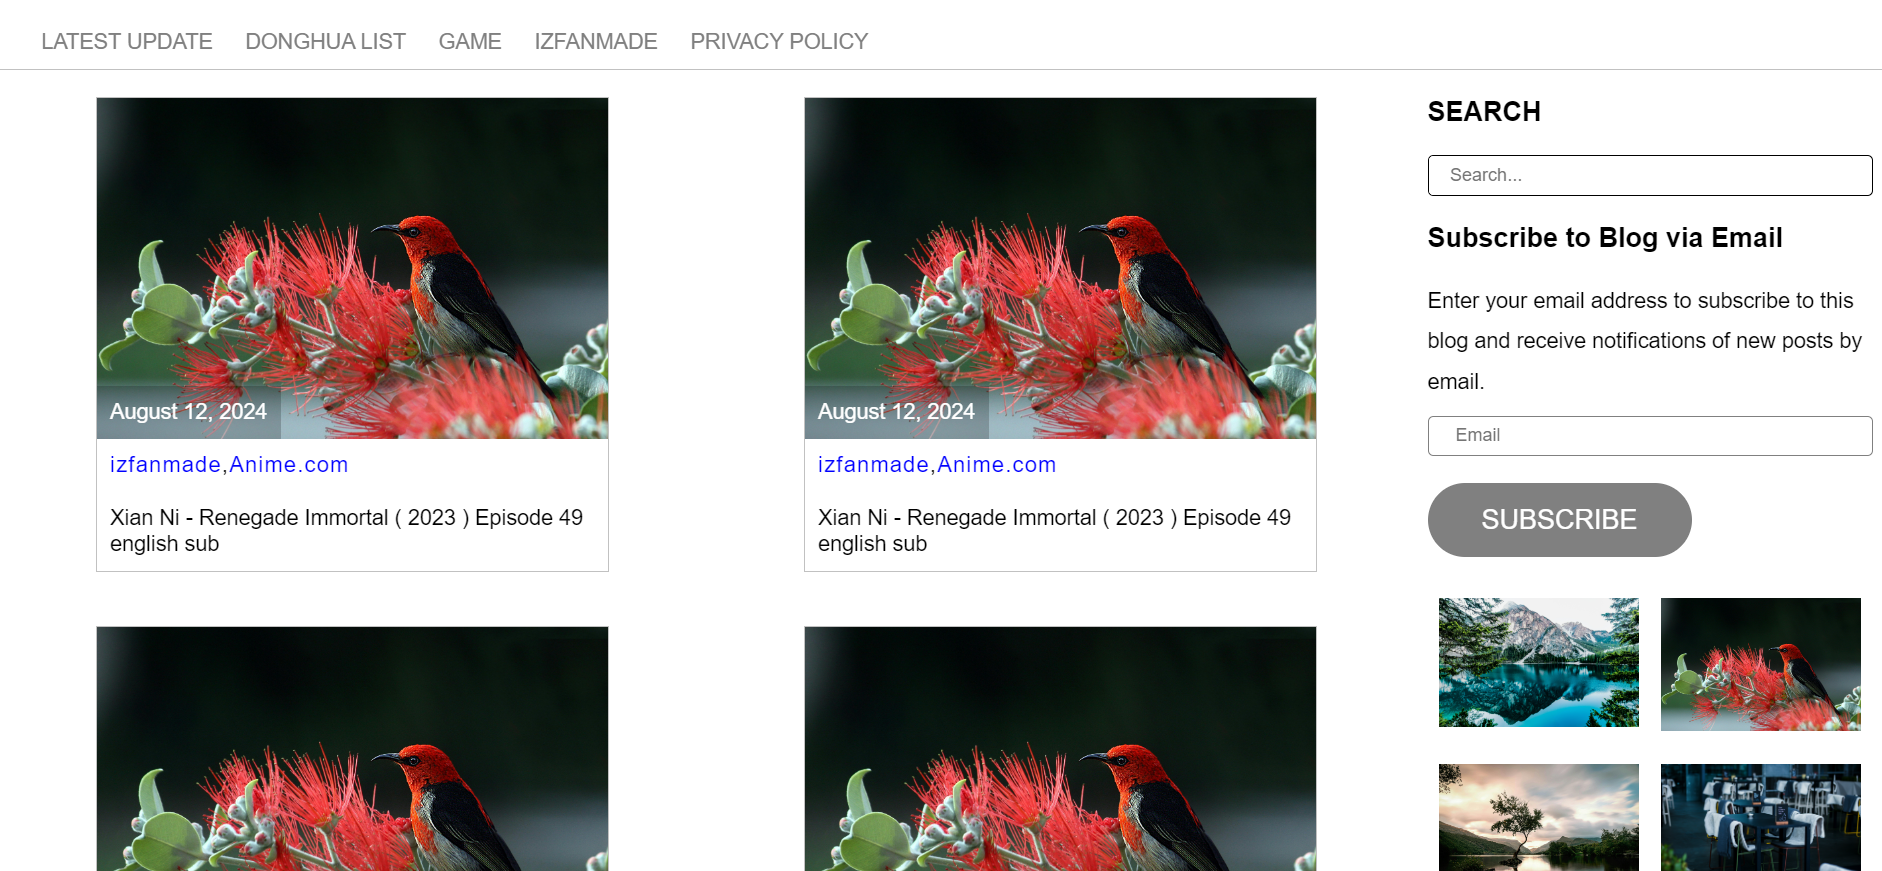 LATEST UPDATE DONGHUA LIST GAME IZFANMADE PRIVACY POLICY
August 12, 2024
izfanmade,Anime.com
Xian Ni - Renegade Immortal ( 2023 ) Episode 49
english sub
August 12, 2024
izfanmade,Anime.com
Xian Ni - Renegade Immortal ( 2023 ) Episode 49
english sub
SEARCH
Search...
Subscribe to Blog via Email
Enter your email address to subscribe to this
blog and receive notifications of new posts by
email.
Email
SUBSCRIBE